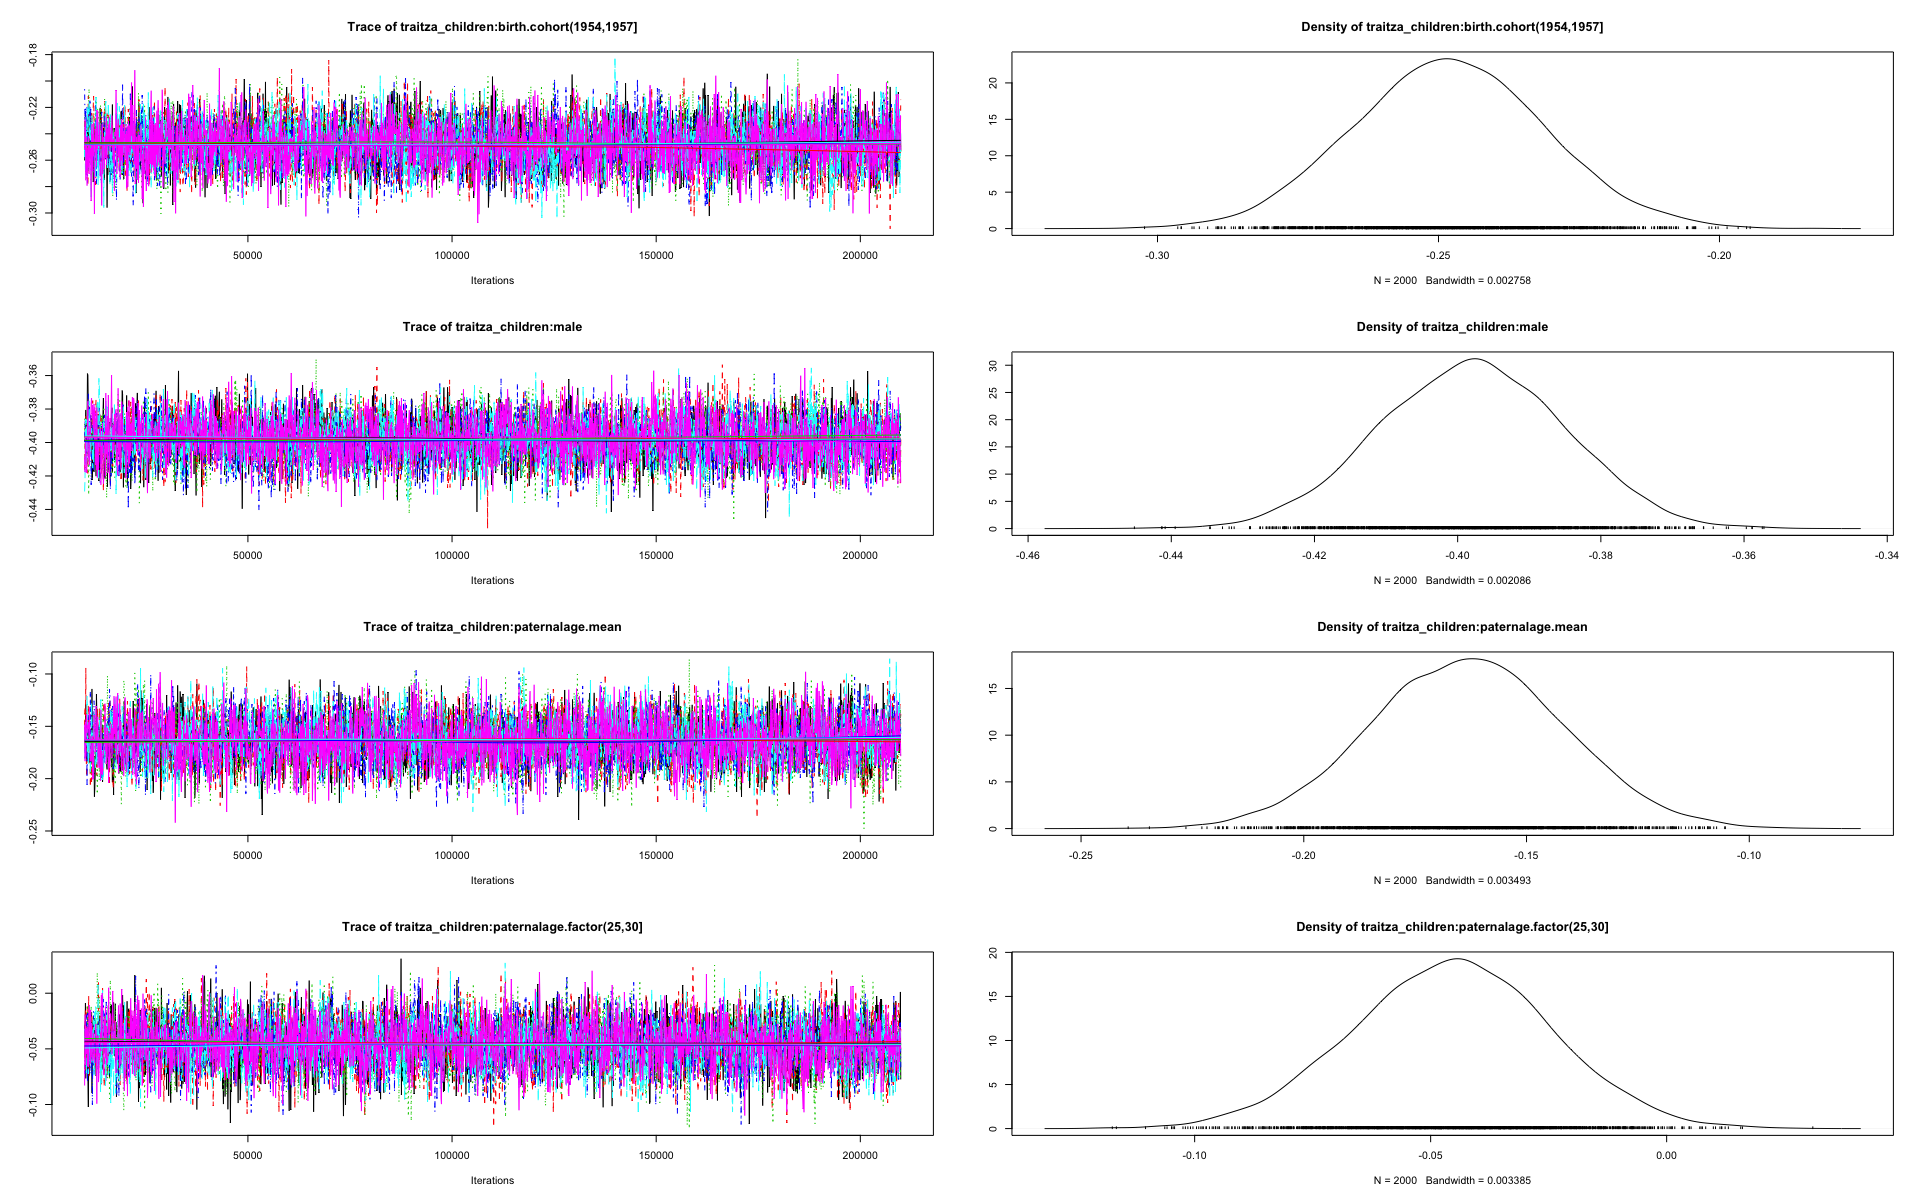 Trace of traitza_children:birth.cohort(1954,1957]
-0.18
-0.22
-0.26
-0.30
50000 100000 150000 200000
Iterations
Density of traitza_children:birth.cohort(1954,1957]
20
15
10
5
0
-0.30 -0.25 -0.20
N = 2000 Bandwidth = 0.002758
Trace of traitza_children:male
-0.36
-0.38
-0.40
-0.42
-0.44
50000 100000 150000 200000
Iterations
Density of traitza_children:male
30
25
20
15
10
5
0
-0.46 -0.44 -0.42 -0.40 -0.38 -0.36 -0.34
N = 2000 Bandwidth = 0.002086
Trace of traitza_children:paternalage.mean
-0.10
-0.15
-0.20
-0.25
50000 100000 150000 200000
Iterations
Density of traitza_children:paternalage.mean
15
10
5
0
-0.25 -0.20 -0.15 -0.10
N = 2000 Bandwidth = 0.003493
Trace of traitza_children:paternalage.factor(25,30]
0.00
-0.05
-0.10
50000 100000 150000 200000
Iterations
Density of traitza_children:paternalage.factor(25,30]
20
15
10
5
0
-0.10 -0.05 0.00
N = 2000 Bandwidth = 0.003385